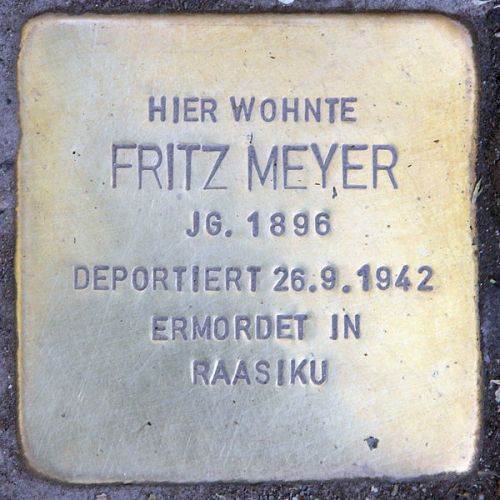 HIER WOHNTE
FRITZ MEYER
JG. 1896
DEPORTIERT 26.9.1942
ERMORDET IN
RAASIKU